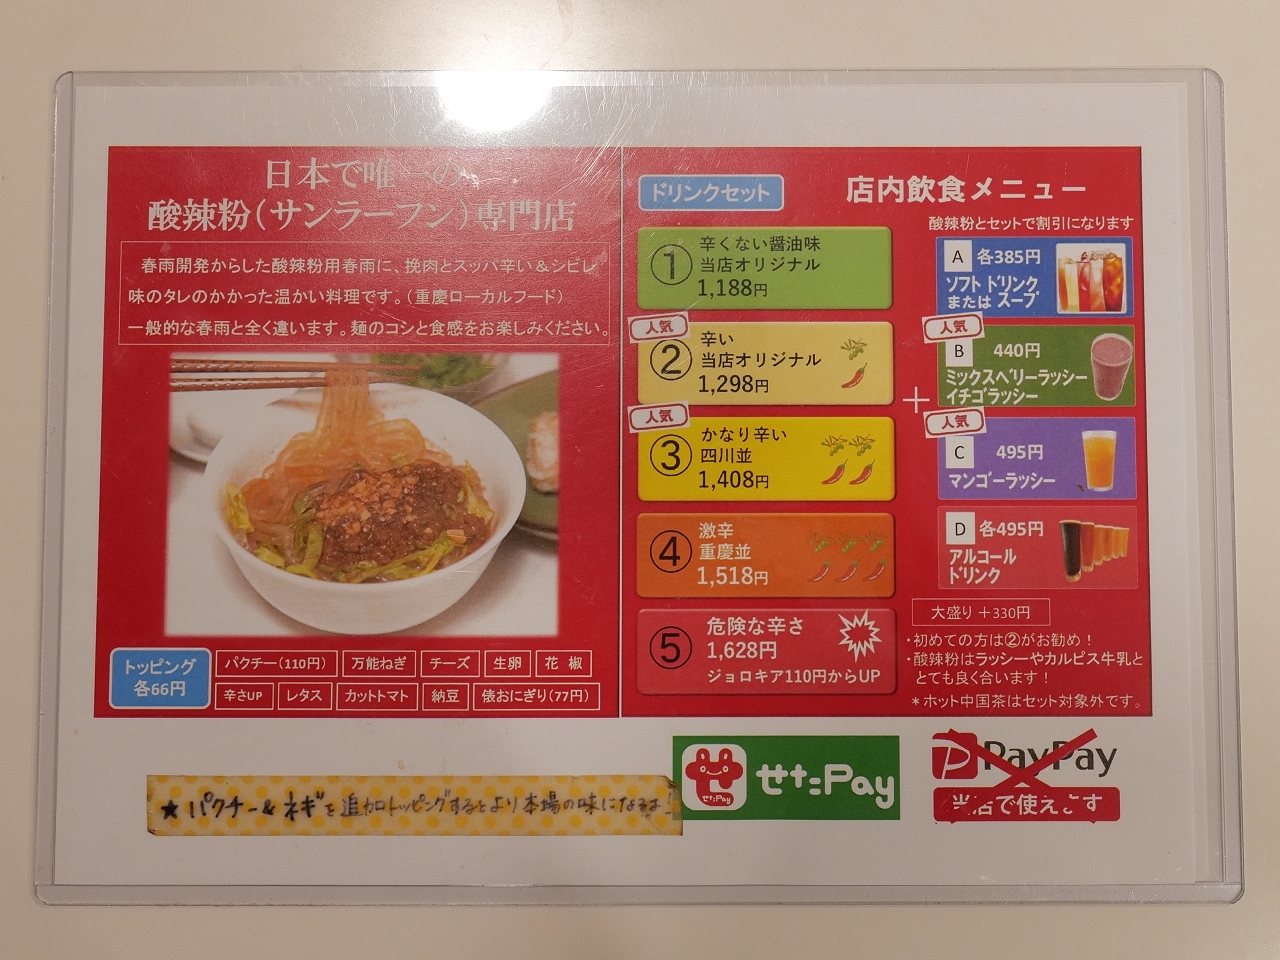 日本で唯一の
酸辣粉（サンラーフン）専門店
春雨開発からした酸辣粉用春雨に、挽肉とスッパ辛い＆シビレ
味のタレのかかった温かい料理です。（重慶ローカルフード）
一般的な春雨と全く違います。麺のコシと食感をお楽しみください。
トッピング
各66円
パクチー（110円）
万能ねぎ
チーズ
生卵
花 椒
辛さUP
レタス
カットトマト
納豆
俵おにぎり（77円）
ドリンクセット
店内飲食メニュー
酸辣粉とセットで割引になります
① 辛くない醤油味
当店オリジナル
1,188円
人気
② 辛い
当店オリジナル
1,298円
人気
③ かなり辛い
四川並
1,408円
④ 激辛
重慶並
1,518円
⑤ 危険な辛さ
1,628円
ジョロキア110円からUP
＋
A 各385円
ソフト ドリンク
または スープ
人気
B 440円
ミックスベリーラッシー
イチゴラッシー
人気
C 495円
マンゴーラッシー
D 各495円
アルコール
ドリンク
大盛り ＋330円
・初めての方は②がお勧め！
・酸辣粉はラッシーやカルピス牛乳と
とても良く合います！
＊ホット中国茶はセット対象外です。
★ パクチー＆ネギを追加トッピングするとより本場の味になるよ！
せたPay
せたPay
PayPay
当店で使えます